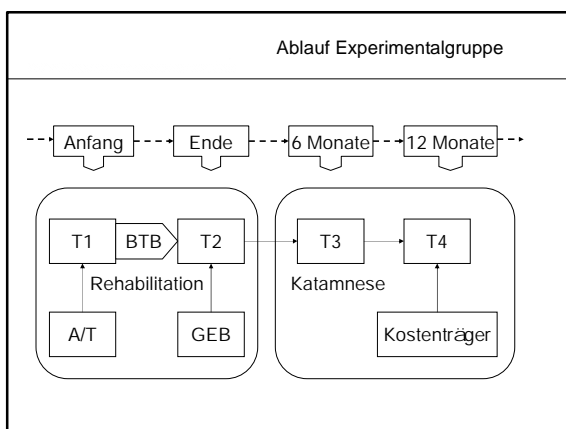 Ablauf Experimentalgruppe
Anfang Ende 6 Monate 12 Monate
T1 BTB T2 T3 T4
Rehabilitation Katamnese
A/T GEB Kostenträger